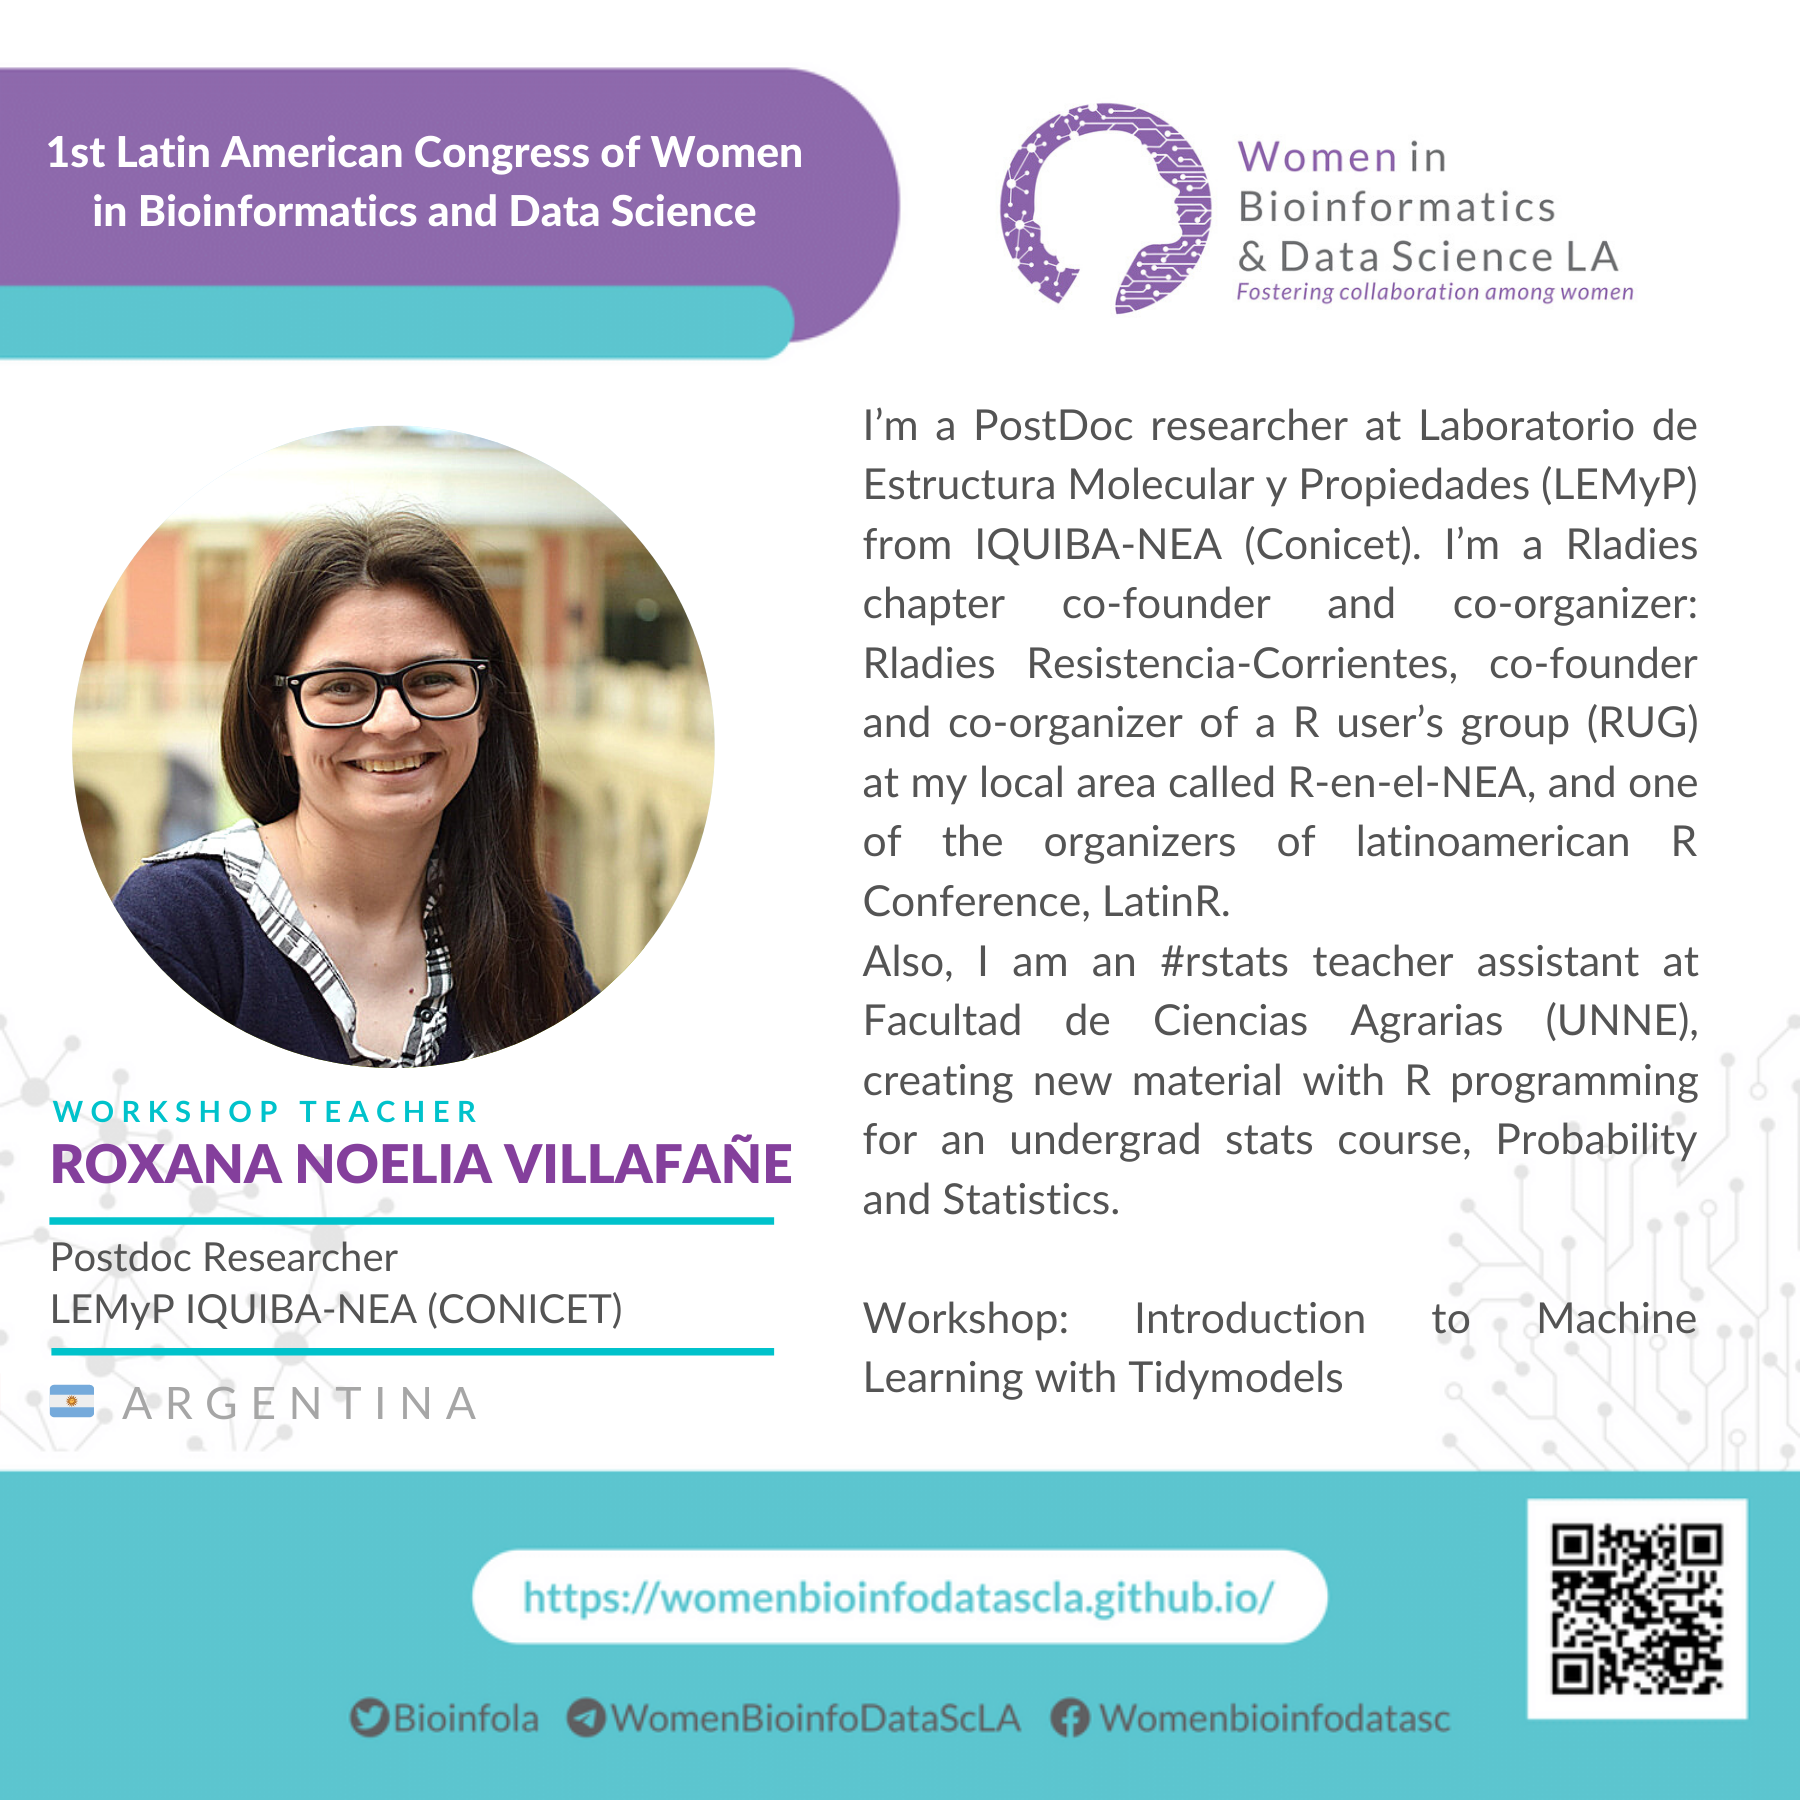 1st Latin American Congress of Women
in Bioinformatics and Data Science
Women in
Bioinformatics
& Data Science LA
Fostering collaboration among women
WORKSHOP TEACHER
ROXANA NOELIA VILLAFAÑE
Postdoc Researcher
LEMyP IQUIBA-NEA (CONICET)
ARGENTINA
I'm a PostDoc researcher at Laboratorio de
Estructura Molecular y Propiedades (LEMyP)
from IQUIBA-NEA (Conicet). I'm a Rladies
chapter co-founder and co-organizer:
Rladies Resistencia-Corrientes, co-founder
and co-organizer of a R user's group (RUG)
at my local area called R-en-el-NEA, and one
of the organizers of latinoamerican R
Conference, LatinR.
Also, I am an #rstats teacher assistant at
Facultad de Ciencias Agrarias (UNNE),
creating new material with R programming
for an undergrad stats course, Probability
and Statistics.
Workshop: Introduction to Machine
Learning with Tidymodels
https://womenbioinfodatascla.github.io/
Bioinfola WomenBioinfoDataScLA Womenbioinfodatasc